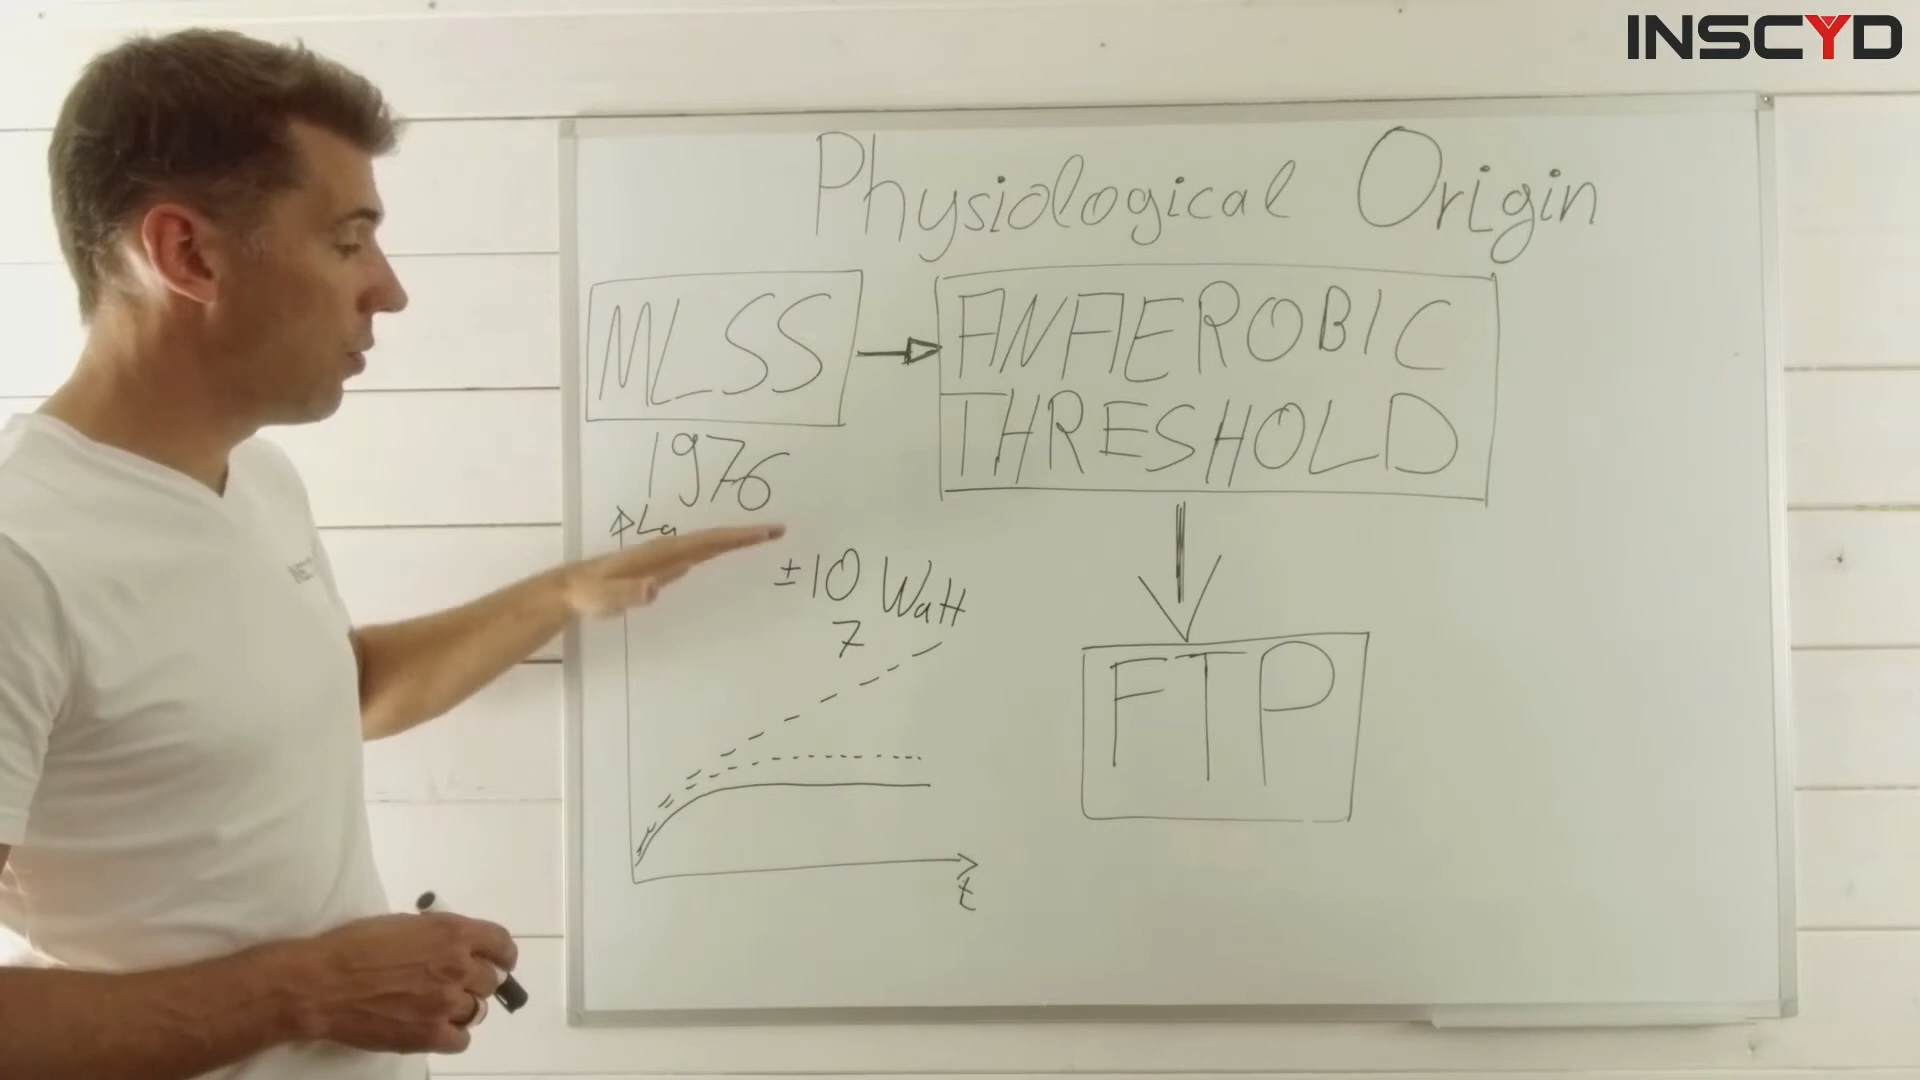 INSCYD
Physiological Origin
MLSS
ANAEROBIC
THRESHOLD
1976
La
±10 Watt
7
FTP
t